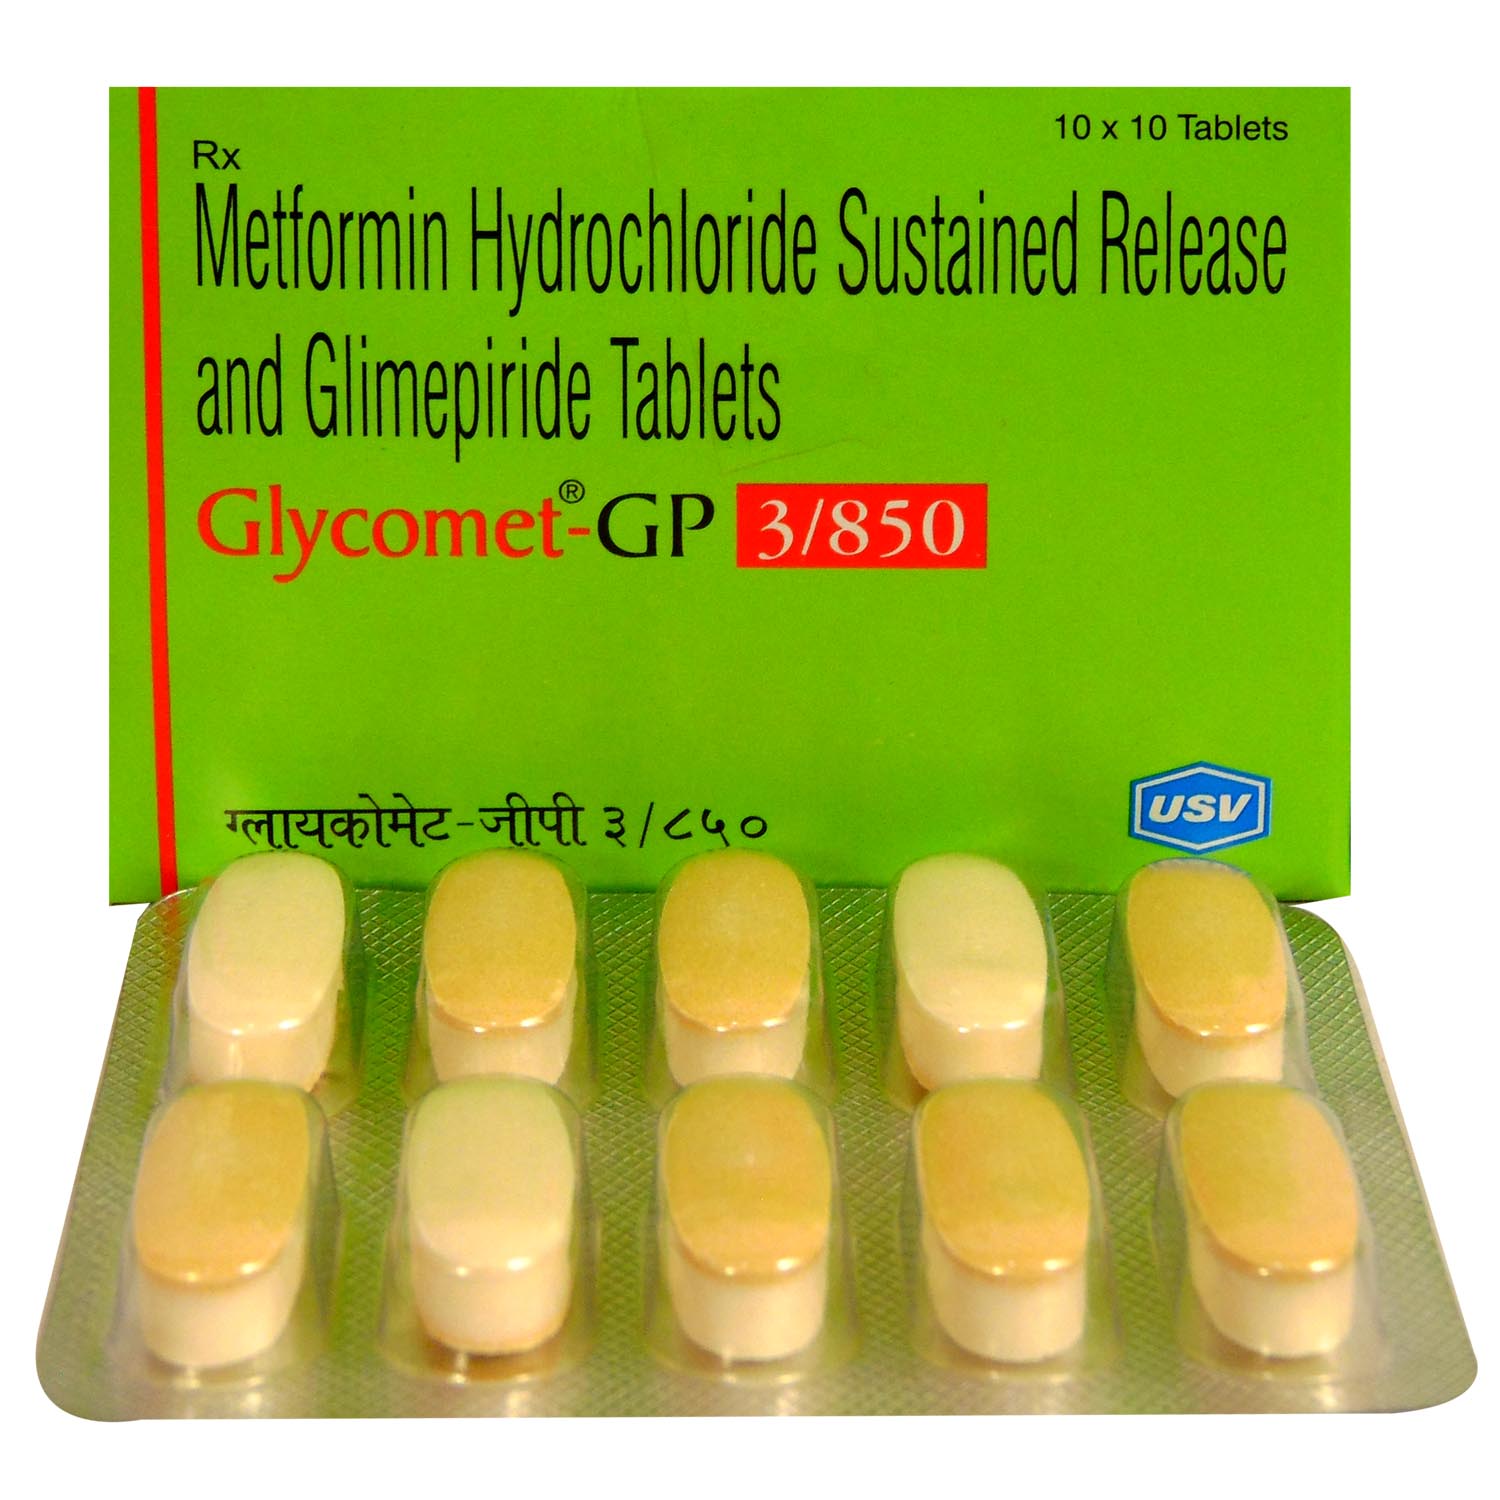 10 x 10 Tablets
Rx
Metformin Hydrochloride Sustained Release
and Glimepiride Tablets
Glycomet®-GP 3/850
ग्लायकोमेट-जीपी ३/८५०
USV